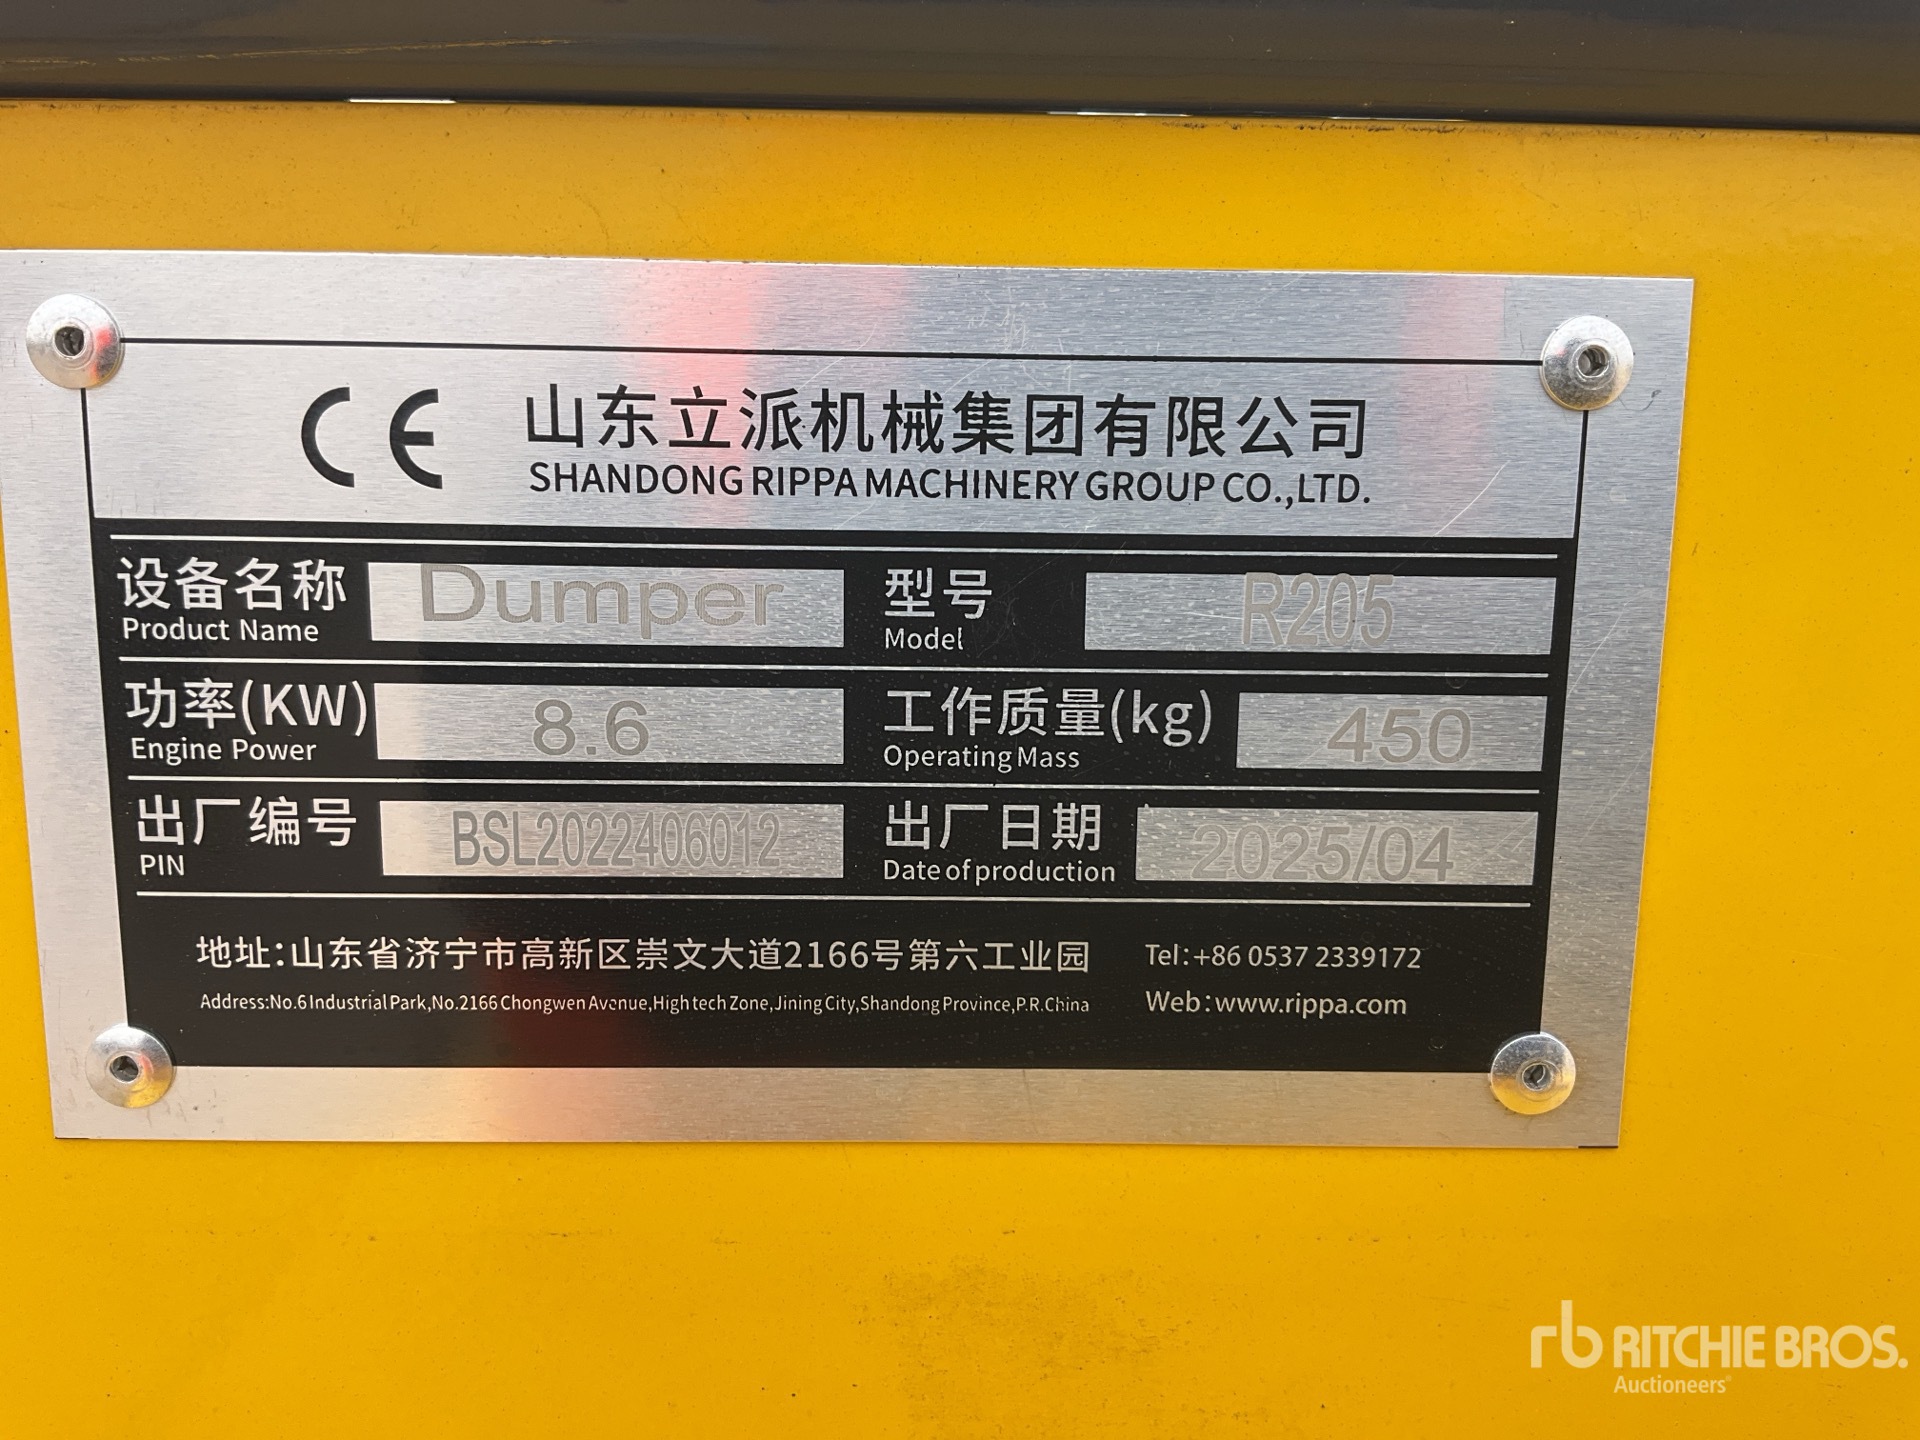 CE
山东立派机械集团有限公司
SHANDONG RIPPA MACHINERY GROUP CO.,LTD.
设备名称 Dumper 型号 R205
Product Name Model
功率(KW) 8.6 工作质量(kg) 450
Engine Power Operating Mass
出厂编号 BSL2022406012 出厂日期 2025/04
PIN Date of production
地址:山东省济宁市高新区崇文大道2166号第六工业园 Tel:+86 0537 2339172
Address:No.6 Industrial Park,No.2166 Chongwen Avenue,High tech Zone,Jining City,Shandong Province,P.R.China Web:www.rippa.com
rb RITCHIE BROS.
Auctioneers